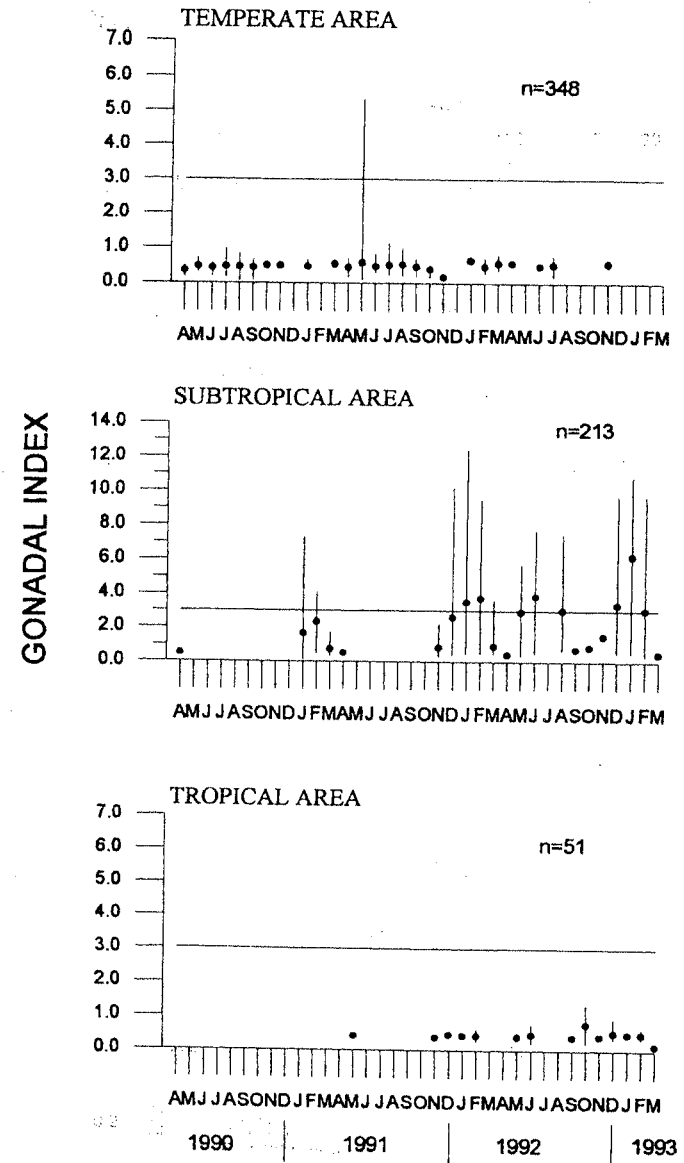 TEMPERATE AREA
7.0
6.0
n=348
5.0
4.0
3.0
2.0
1.0
0.0
AMJJASONDJFMAMJJASONDJFMAMJJASONDJFM
GONADAL INDEX
SUBTROPICAL AREA
14.0
n=213
12.0
10.0
8.0
6.0
4.0
2.0
0.0
AMJJASONDJFMAMJJASONDJFMAMJJASONDJFM
TROPICAL AREA
7.0
6.0
n=51
5.0
4.0
3.0
2.0
1.0
0.0
AMJJASONDJFMAMJJASONDJFMAMJJASONDJFM
1990 1991 1992 1993